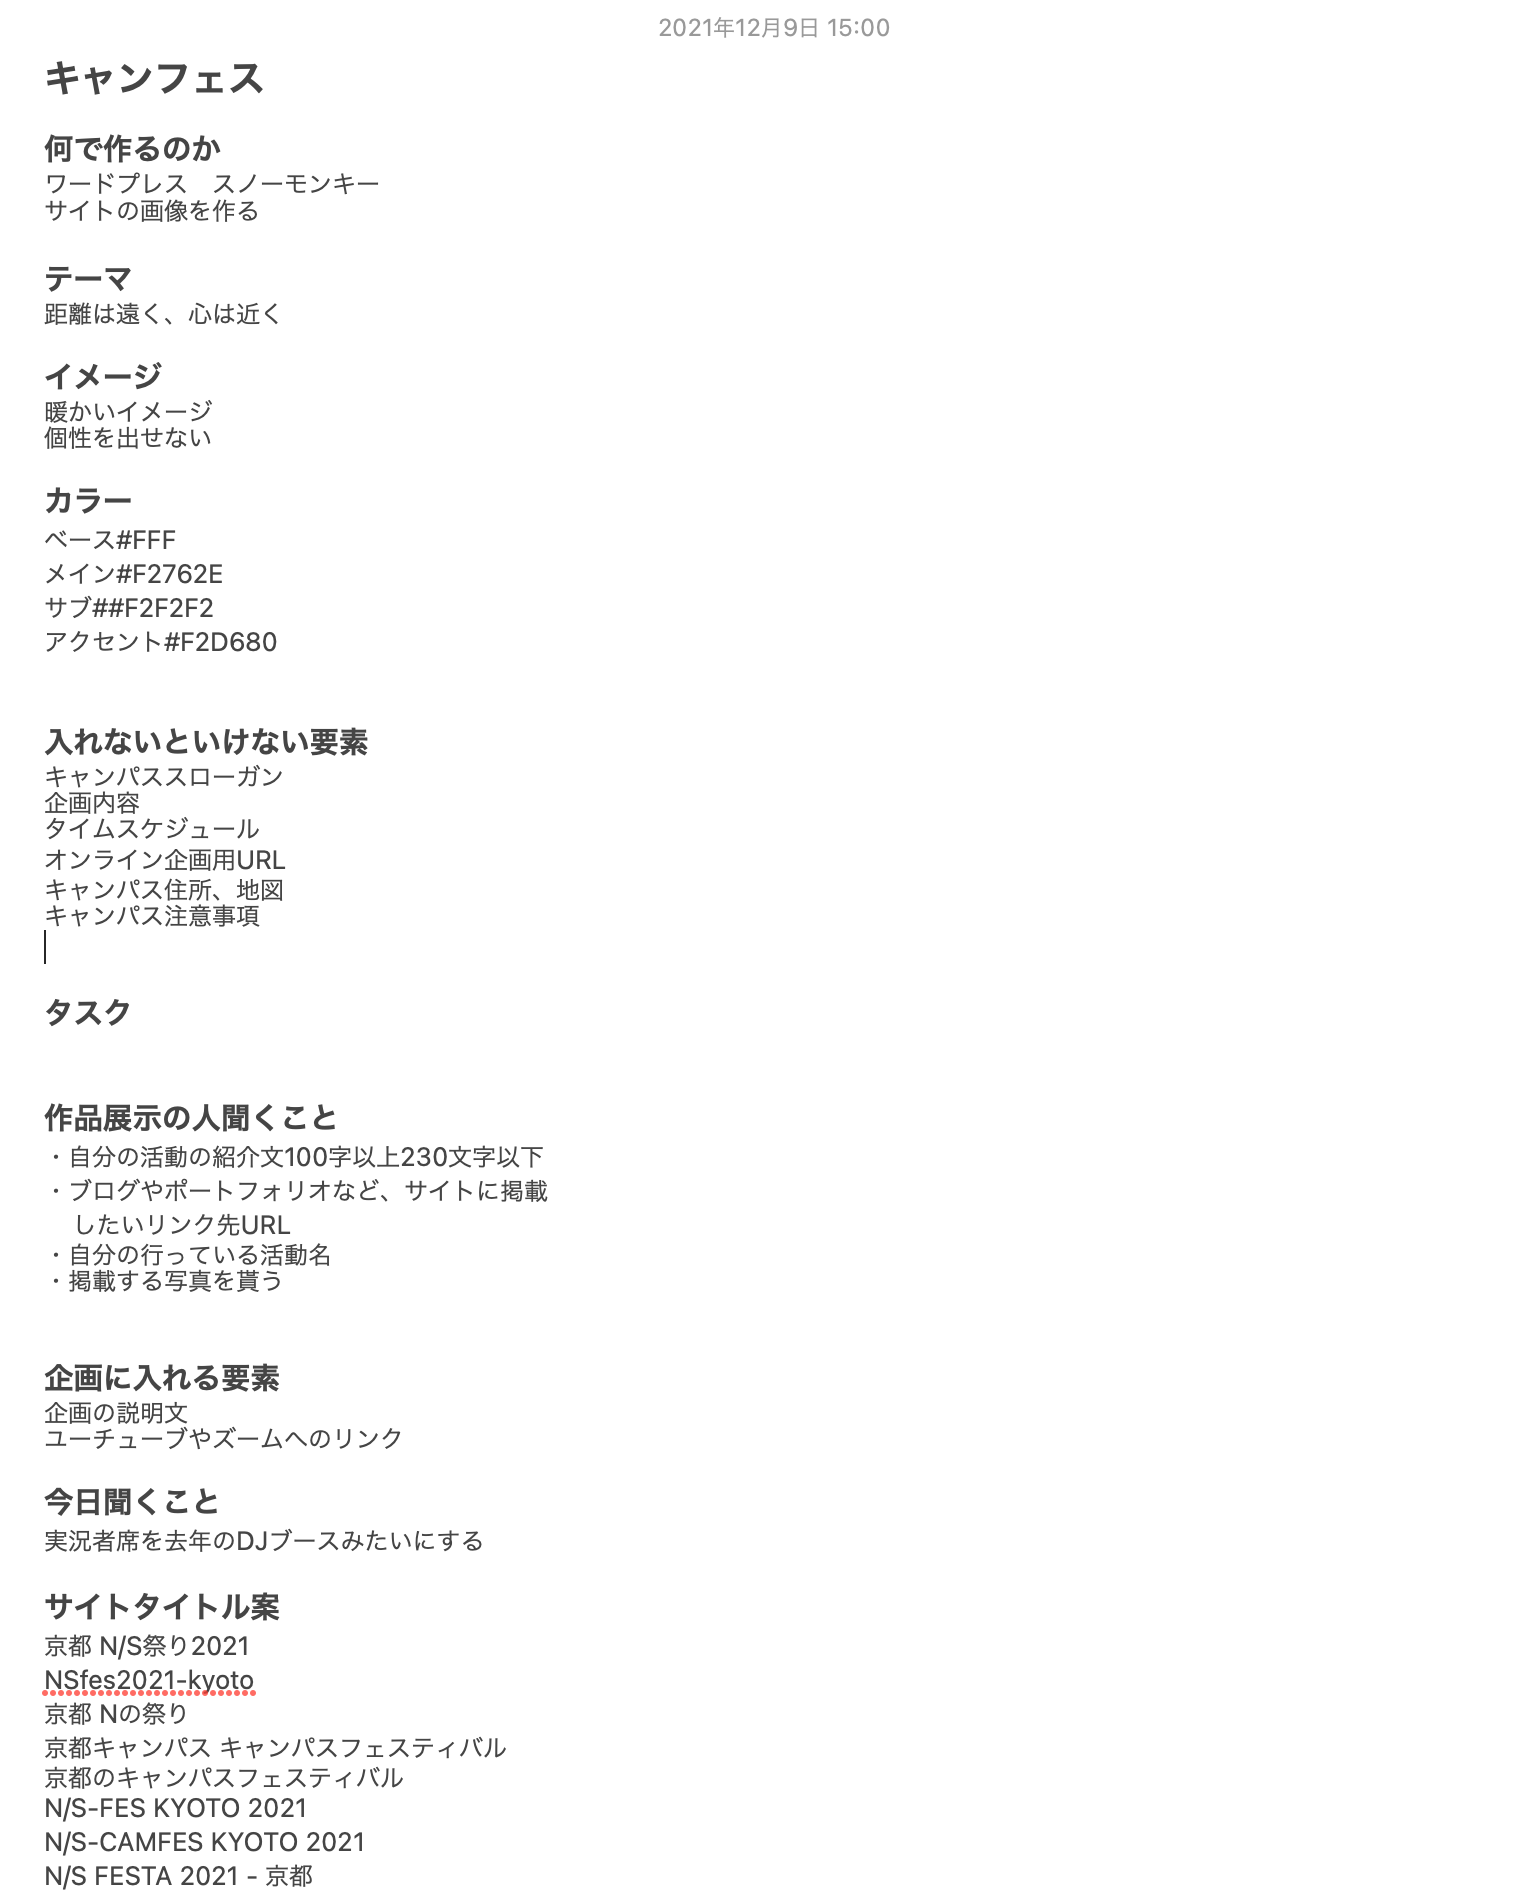 2021年12月9日 15:00
キャンフェス
何で作るのか
ワードプレス　スノーモンキー
サイトの画像を作る
テーマ
距離は遠く、心は近く
イメージ
暖かいイメージ
個性を出せない
カラー
ベース#FFF
メイン#F2762E
サブ##F2F2F2
アクセント#F2D680
入れないといけない要素
キャンパススローガン
企画内容
タイムスケジュール
オンライン企画用URL
キャンパス住所、地図
キャンパス注意事項
タスク
作品展示の人聞くこと
・自分の活動の紹介文100字以上230文字以下
・ブログやポートフォリオなど、サイトに掲載
したいリンク先URL
・自分の行っている活動名
・掲載する写真を貰う
企画に入れる要素
企画の説明文
ユーチューブやズームへのリンク
今日聞くこと
実況者席を去年のDJブースみたいにする
サイトタイトル案
京都 N/S祭り2021
NSfes2021-kyoto
京都 Nの祭り
京都キャンパス キャンパスフェスティバル
京都のキャンパスフェスティバル
N/S-FES KYOTO 2021
N/S-CAMFES KYOTO 2021
N/S FESTA 2021 - 京都